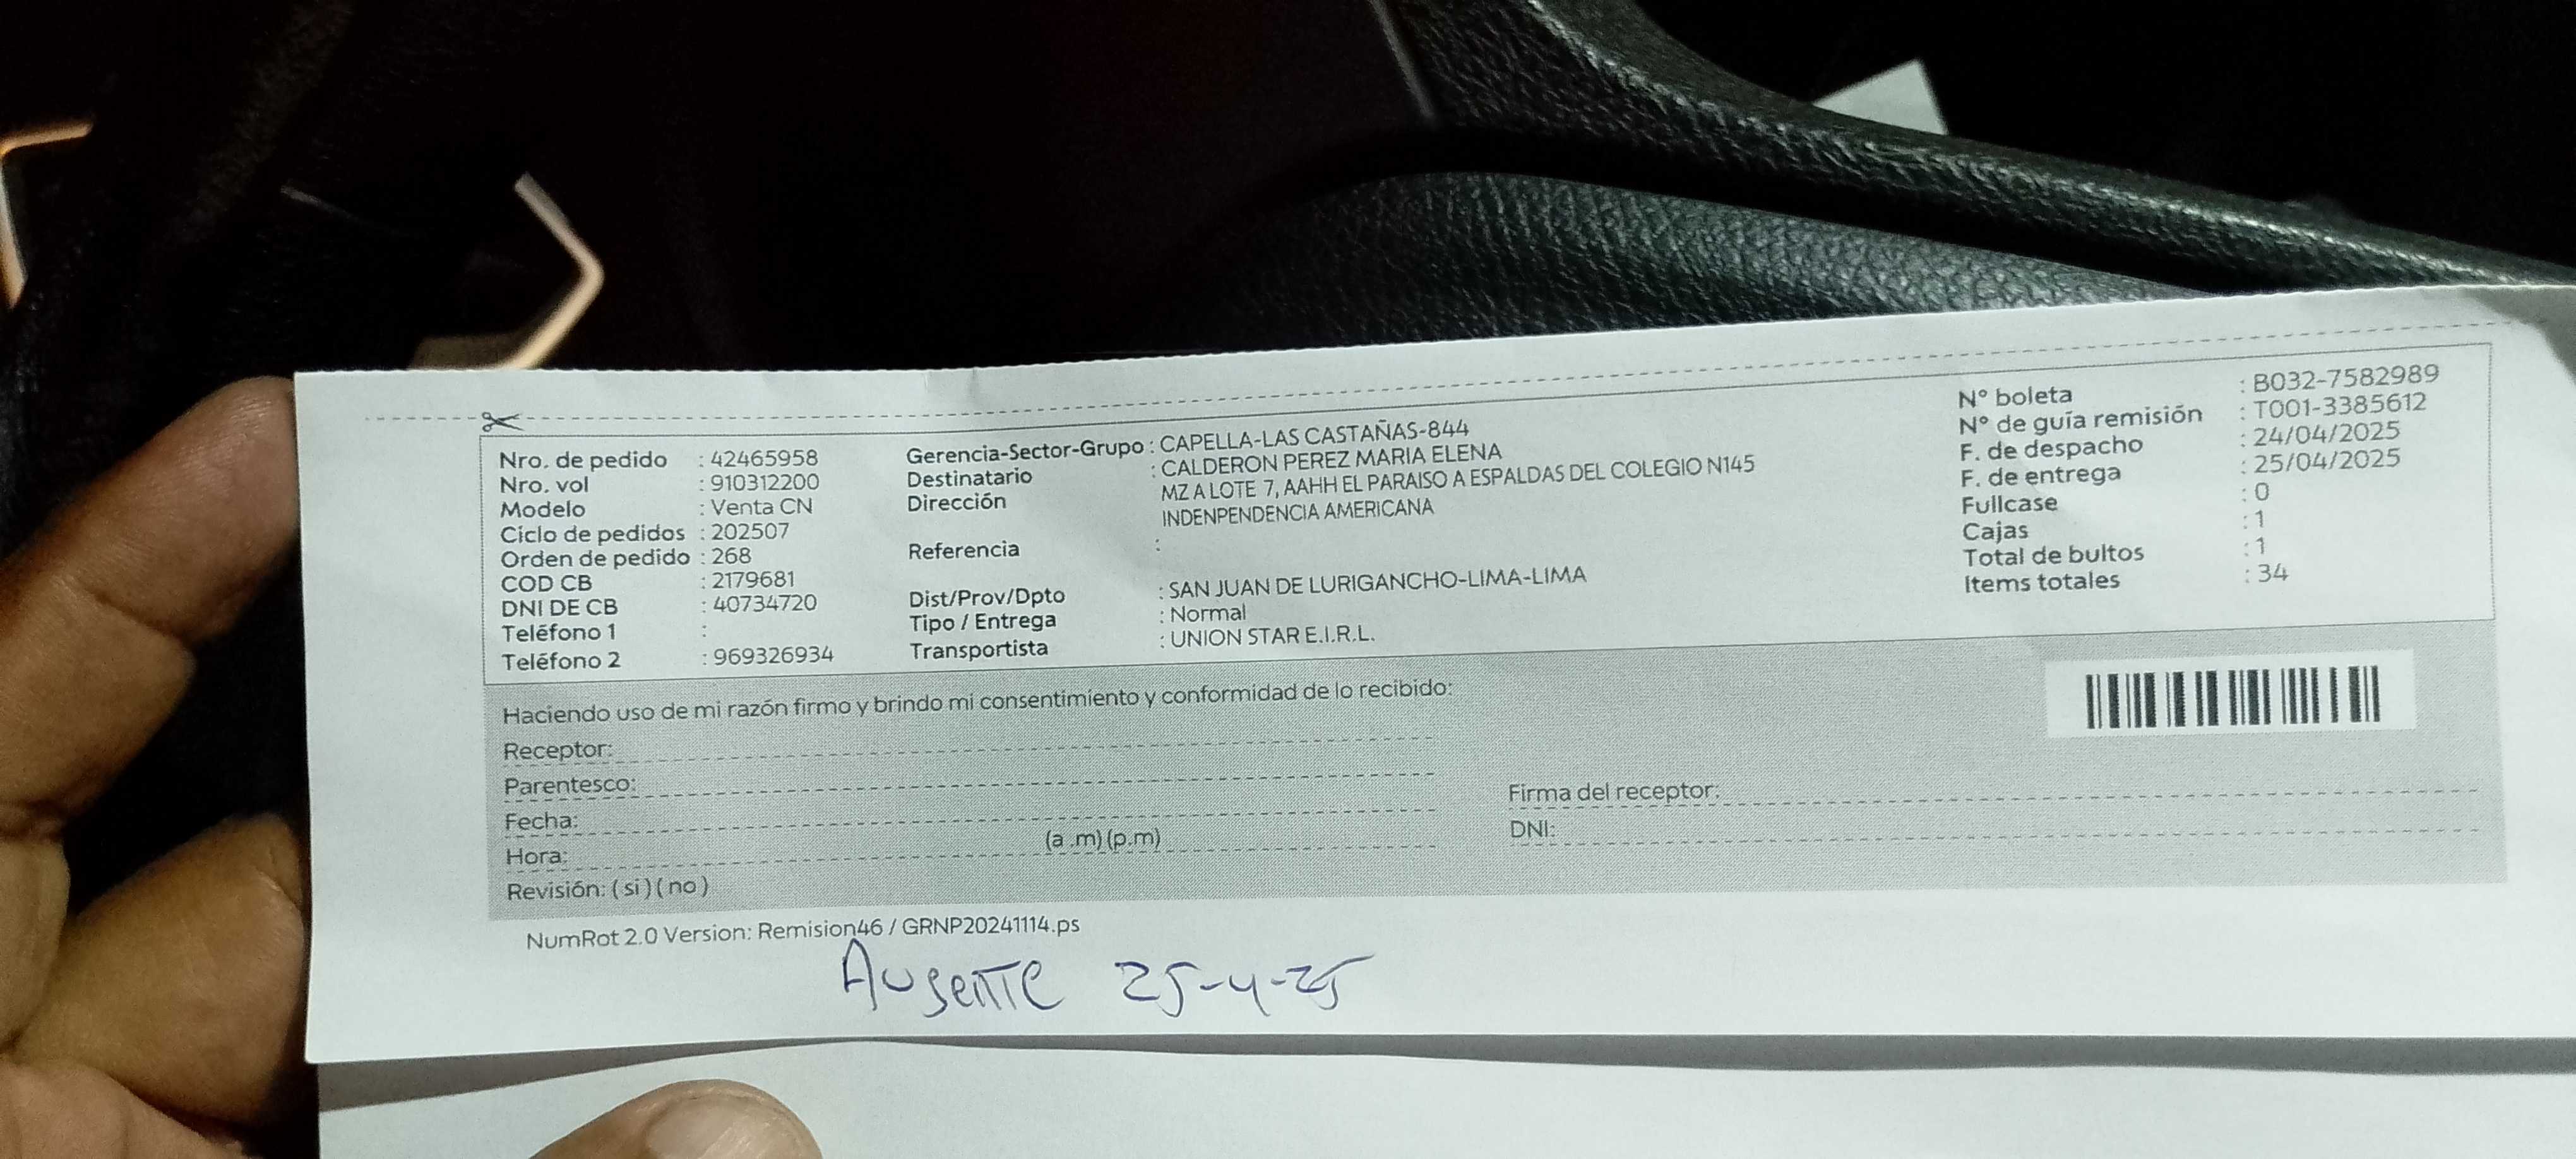 Nro. de pedido : 42465958
Nro. vol : 910312200
Modelo : Venta CN
Ciclo de pedidos : 202507
Orden de pedido : 268
COD CB : 2179681
DNI DE CB : 40734720
Teléfono 1 :
Teléfono 2 : 969326934
Gerencia-Sector-Grupo : CAPELLA-LAS CASTAÑAS-844
Destinatario : CALDERON PEREZ MARIA ELENA
Dirección MZ A LOTE 7, AAHH EL PARAISO A ESPALDAS DEL COLEGIO N145
INDENPENDENCIA AMERICANA
Referencia :
Dist/Prov/Dpto : SAN JUAN DE LURIGANCHO-LIMA-LIMA
Tipo / Entrega : Normal
Transportista : UNION STAR E.I.R.L.
N° boleta : B032-7582989
N° de guía remisión : T001-3385612
F. de despacho : 24/04/2025
F. de entrega : 25/04/2025
Fullcase : 0
Cajas : 1
Total de bultos : 1
Items totales : 34
Haciendo uso de mi razón firmo y brindo mi consentimiento y conformidad de lo recibido:
Receptor:
Parentesco:
Fecha:
Hora: (a .m) (p.m)
Revisión: ( si ) ( no )
Firma del receptor:
DNI:
NumRot 2.0 Version: Remision46 / GRNP20241114.ps
Ausente 25-4-25